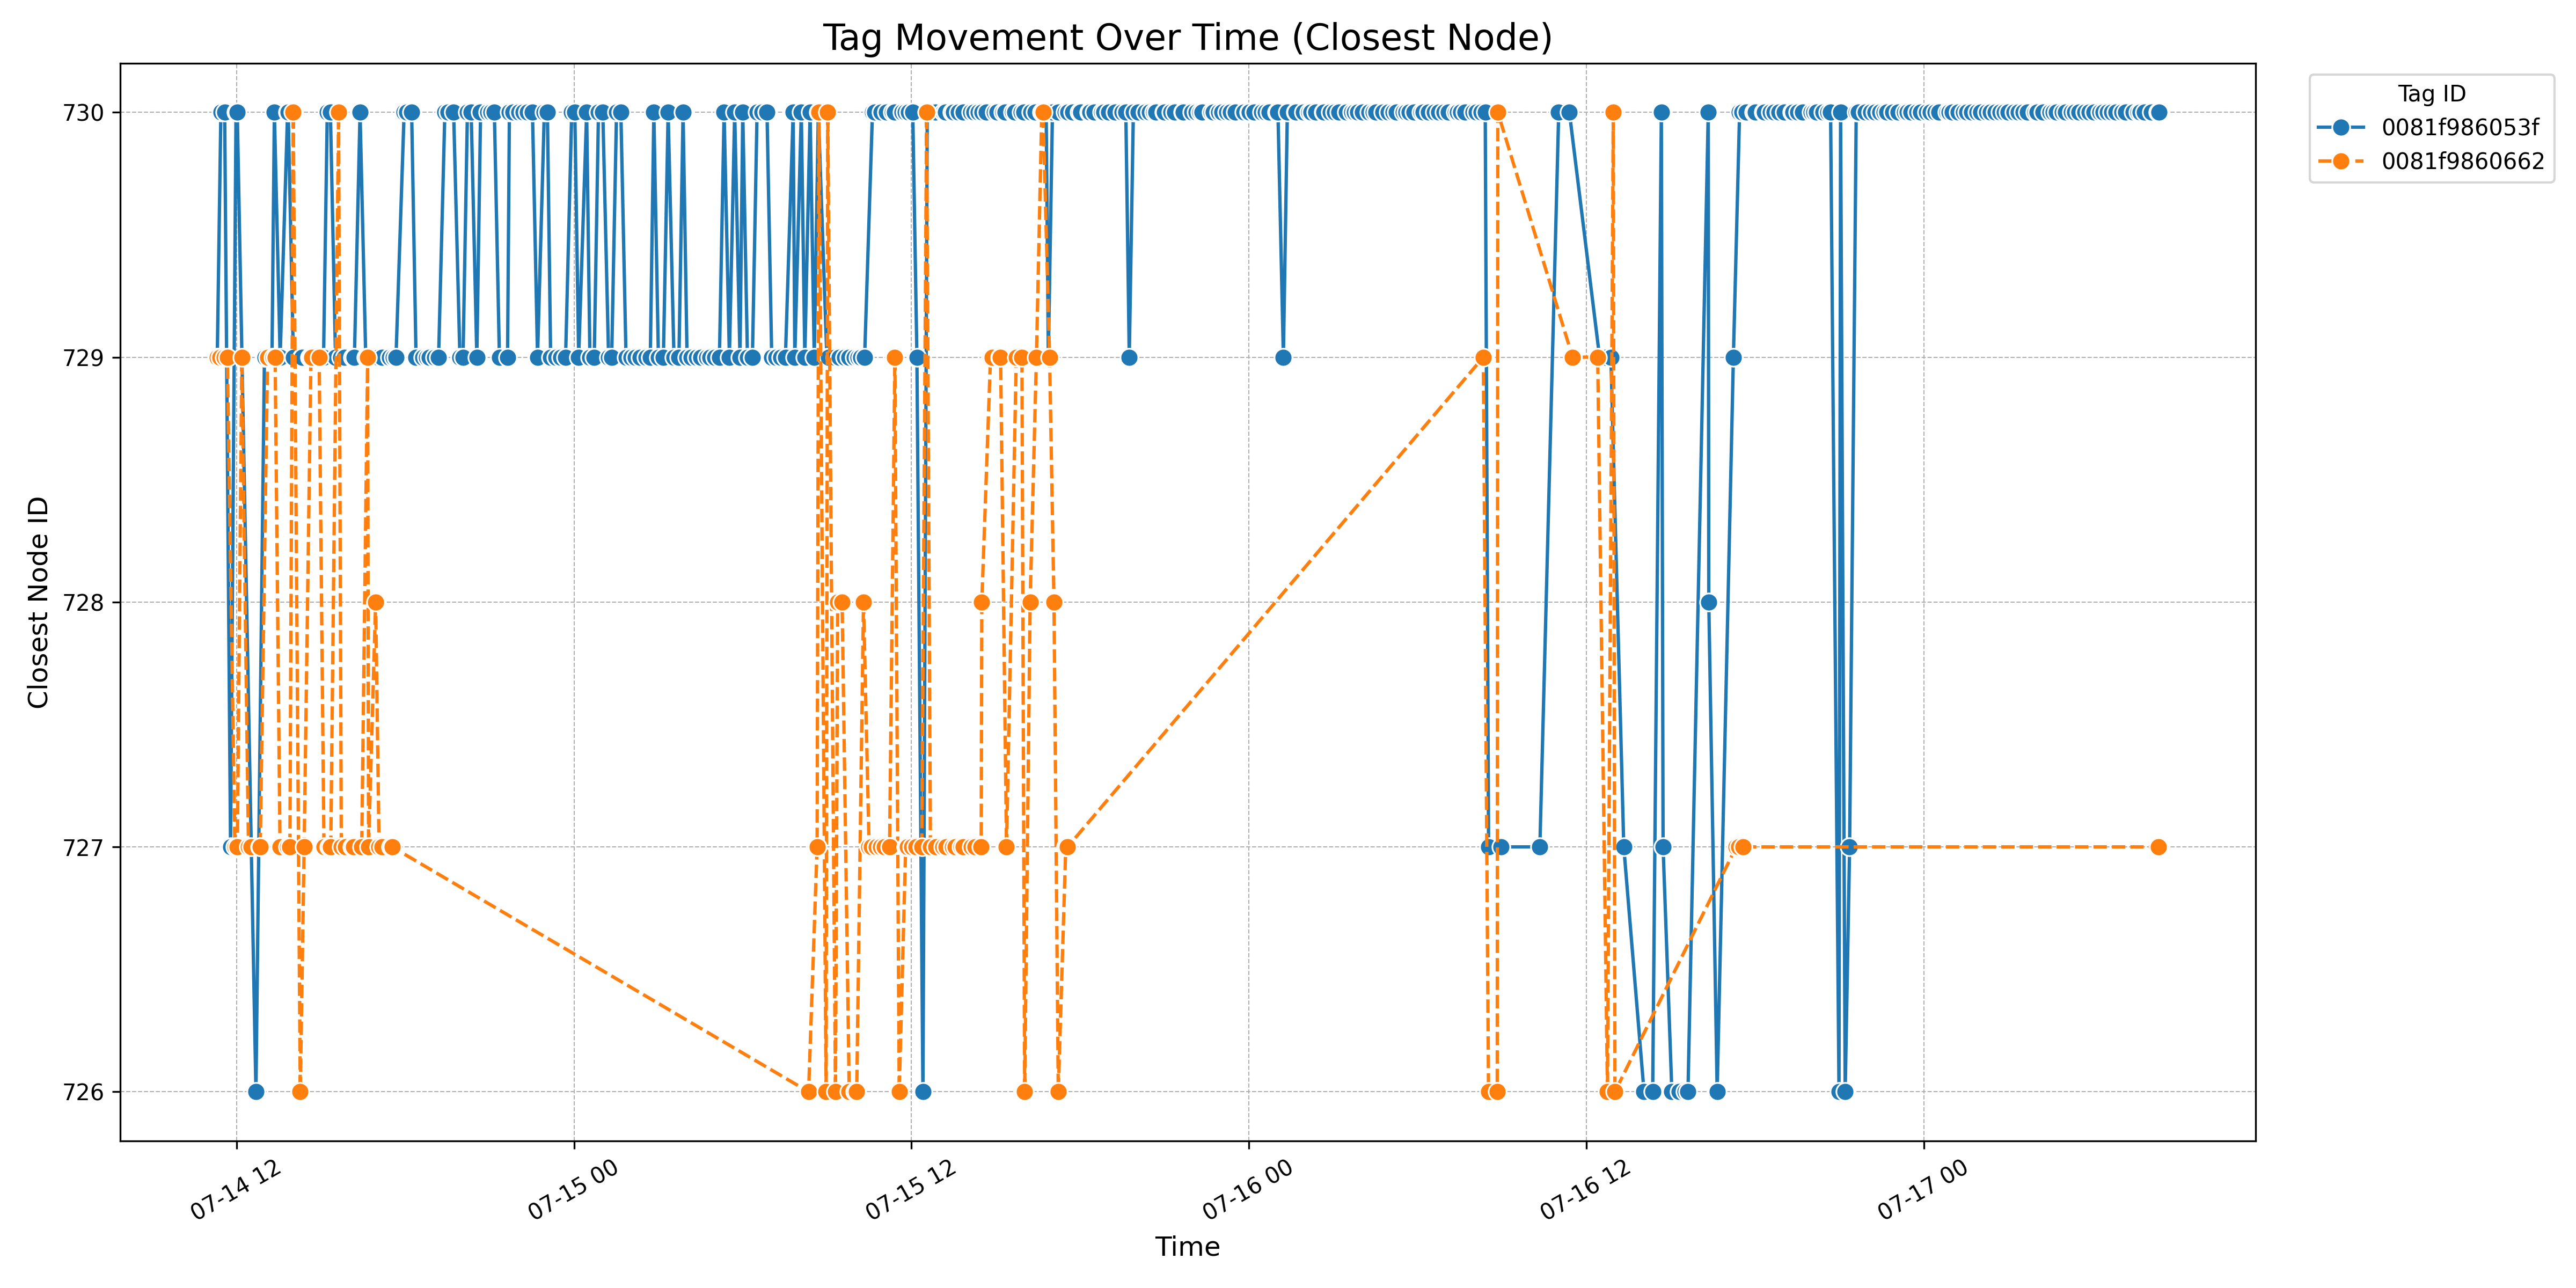 Tag Movement Over Time (Closest Node)
Tag ID
0081f986053f
0081f9860662
Closest Node ID
730
729
728
727
726
07-14 12
07-15 00
07-15 12
07-16 00
07-16 12
07-17 00
Time